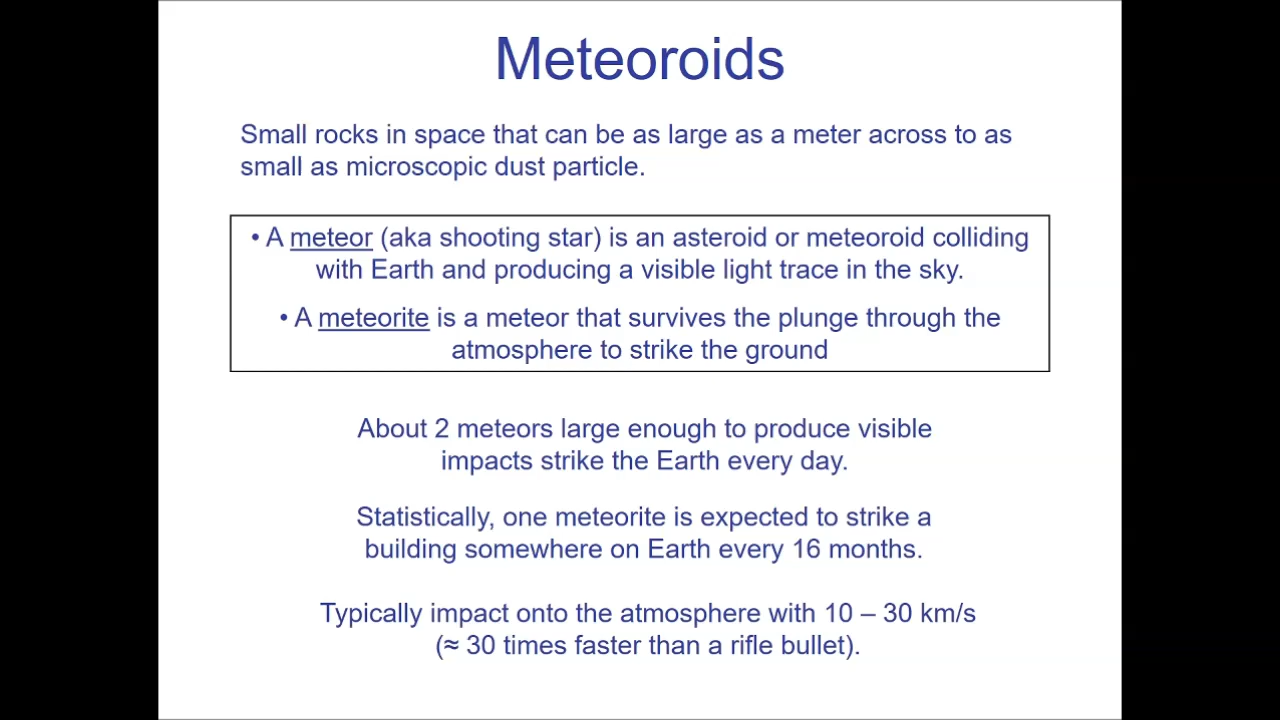 Meteoroids
Small rocks in space that can be as large as a meter across to as
small as microscopic dust particle.
• A meteor (aka shooting star) is an asteroid or meteoroid colliding
with Earth and producing a visible light trace in the sky.
• A meteorite is a meteor that survives the plunge through the
atmosphere to strike the ground
About 2 meteors large enough to produce visible
impacts strike the Earth every day.
Statistically, one meteorite is expected to strike a
building somewhere on Earth every 16 months.
Typically impact onto the atmosphere with 10 – 30 km/s
(≈ 30 times faster than a rifle bullet).